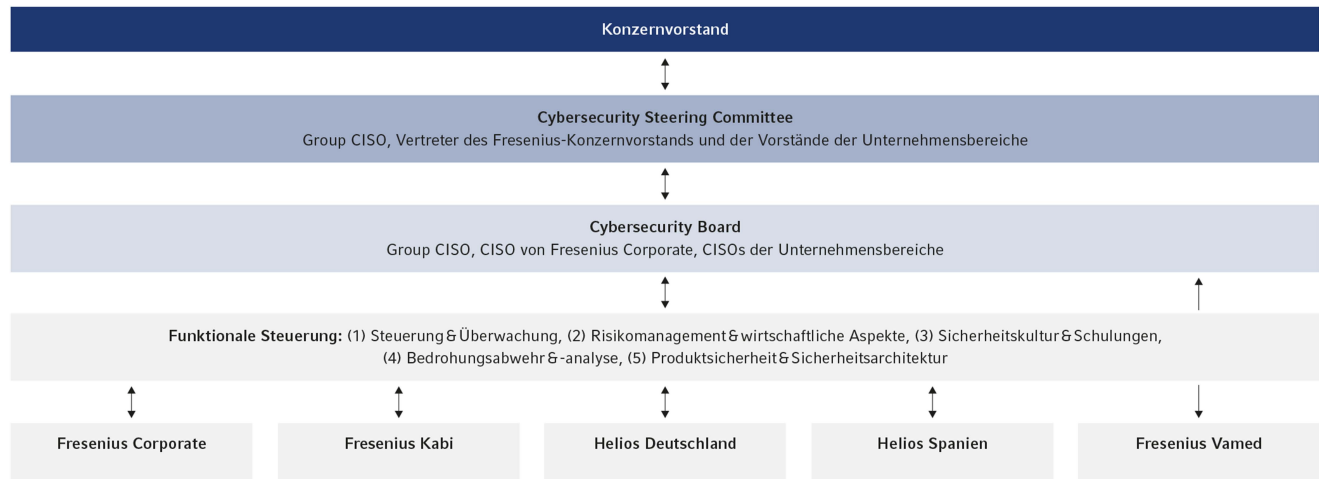 Konzernvorstand
Cybersecurity Steering Committee
Group CISO, Vertreter des Fresenius-Konzernvorstands und der Vorstände der Unternehmensbereiche
Cybersecurity Board
Group CISO, CISO von Fresenius Corporate, CISOs der Unternehmensbereiche
Funktionale Steuerung: (1) Steuerung & Überwachung, (2) Risikomanagement & wirtschaftliche Aspekte, (3) Sicherheitskultur & Schulungen,
(4) Bedrohungsabwehr & -analyse, (5) Produktsicherheit & Sicherheitsarchitektur
Fresenius Corporate
Fresenius Kabi
Helios Deutschland
Helios Spanien
Fresenius Vamed